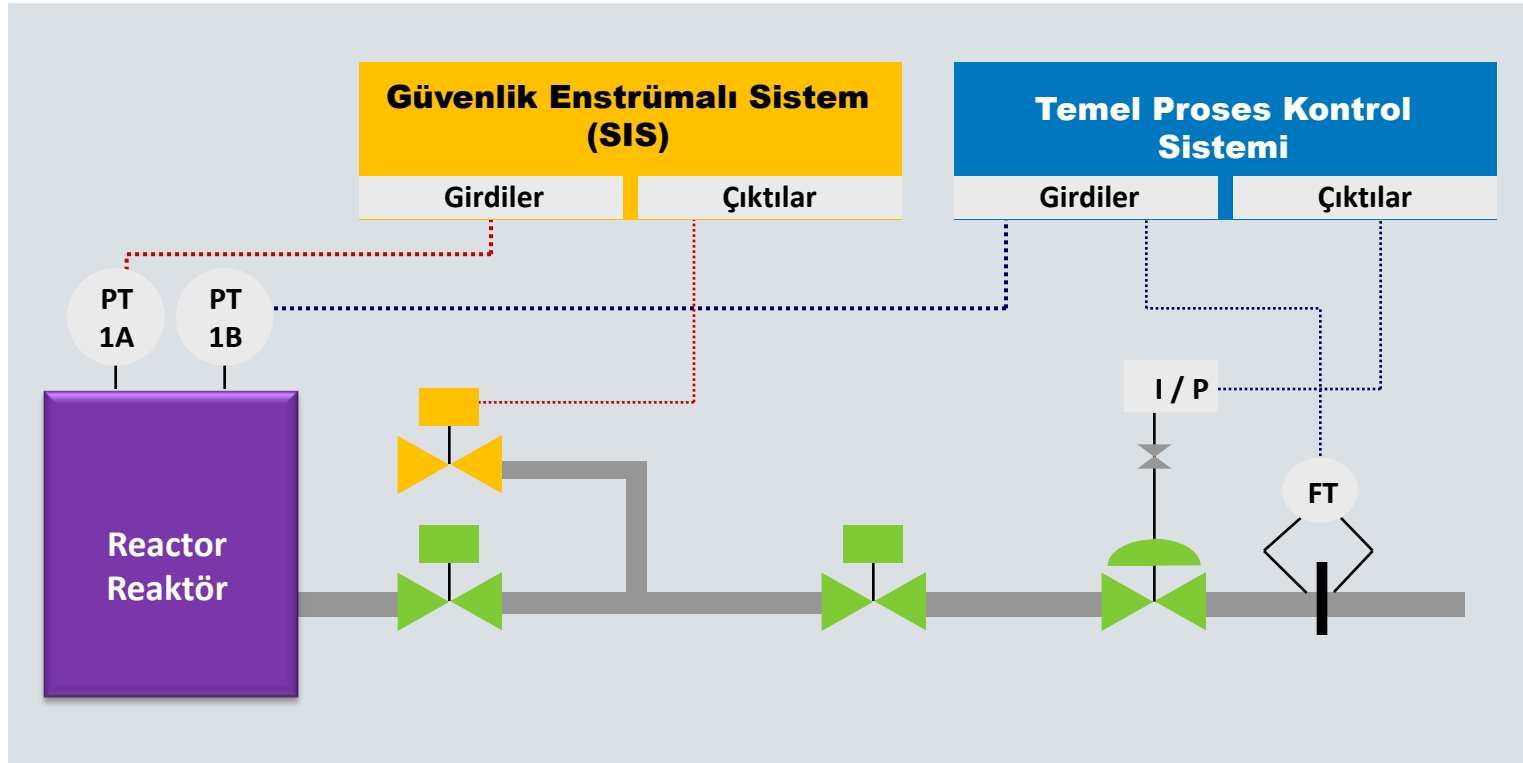 Güvenlik Enstrümalı Sistem
(SIS)
Girdiler
Çıktılar
Temel Proses Kontrol
Sistemi
Girdiler
Çıktılar
PT
1A
PT
1B
I / P
FT
Reactor
Reaktör